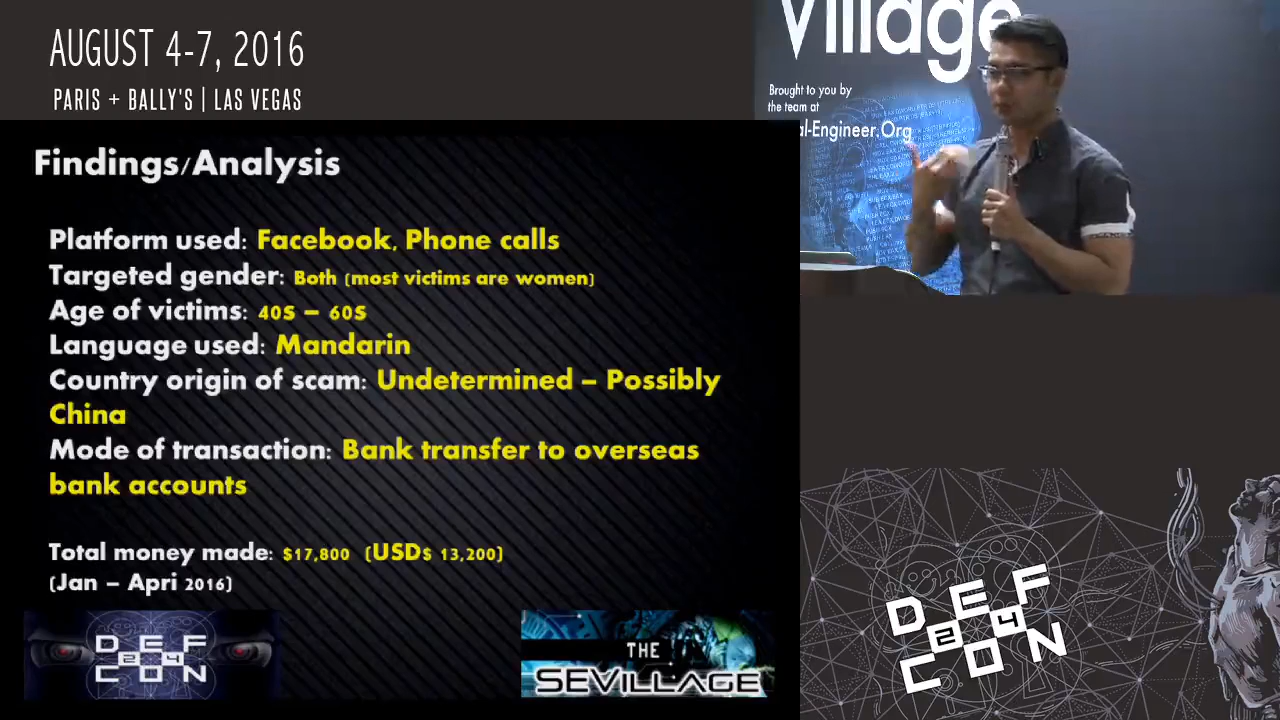 AUGUST 4-7, 2016
PARIS + BALLY'S | LAS VEGAS
Village
Brought to you by
the team at
al-Engineer.Org
Findings/Analysis
Platform used: Facebook, Phone calls
Targeted gender: Both (most victims are women)
Age of victims: 40s – 60s
Language used: Mandarin
Country origin of scam: Undetermined – Possibly
China
Mode of transaction: Bank transfer to overseas
bank accounts
Total money made: $17,800 (USD$ 13,200)
(Jan – Apri 2016)
DEF
24
CON
THE
SEVILLAGE
DEF
24
CON